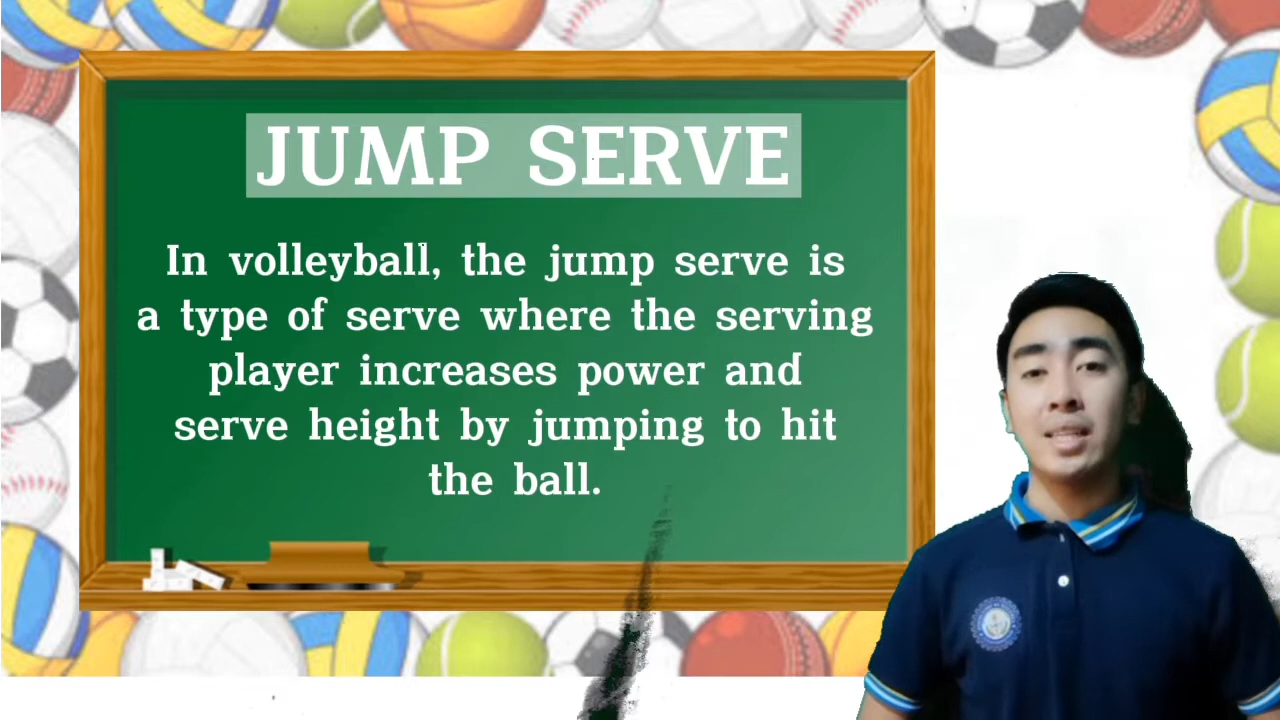 JUMP SERVE
In volleyball, the jump serve is
a type of serve where the serving
player increases power and
serve height by jumping to hit
the ball.